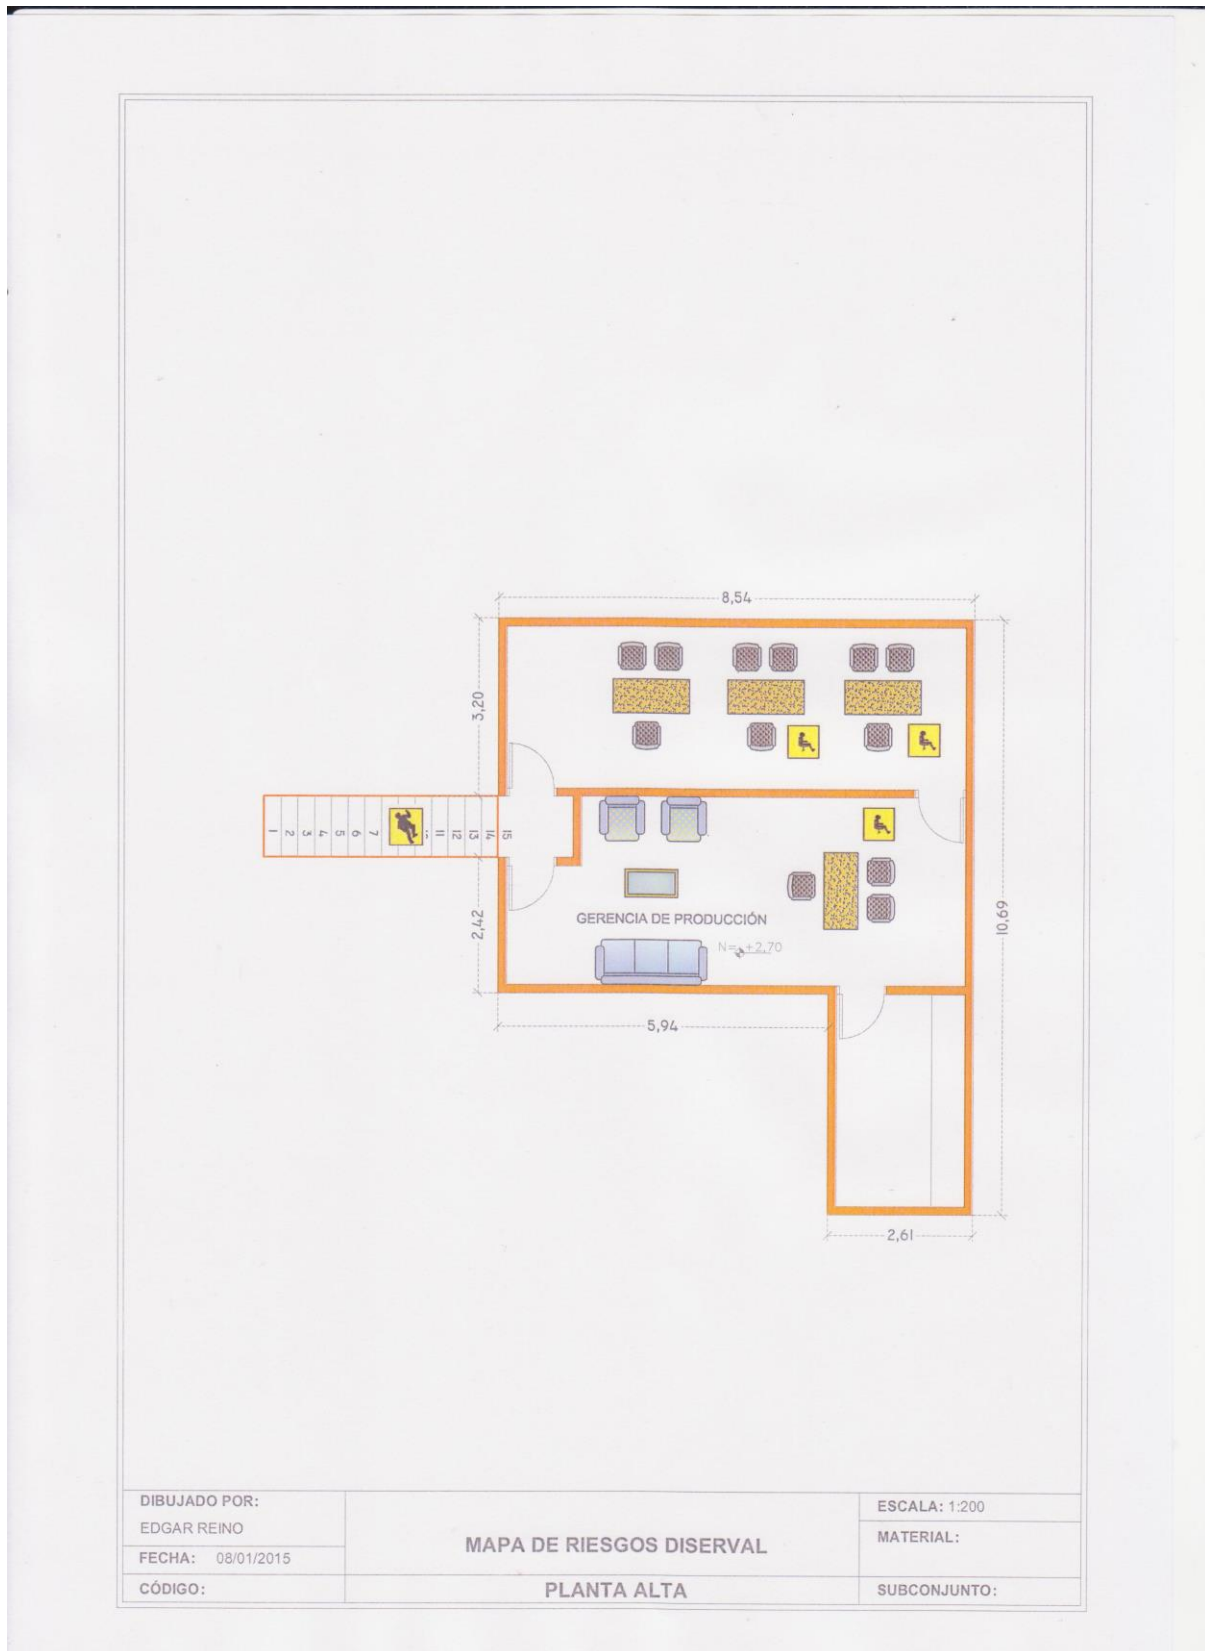 8,54
3,20
1
2
3
4
5
6
7
11
12
13
14
15
2,42
GERENCIA DE PRODUCCIÓN
N= +2,70
10,69
5,94
2,61
DIBUJADO POR:
EDGAR REINO
FECHA: 08/01/2015
CÓDIGO:
MAPA DE RIESGOS DISERVAL
PLANTA ALTA
ESCALA: 1:200
MATERIAL:
SUBCONJUNTO: